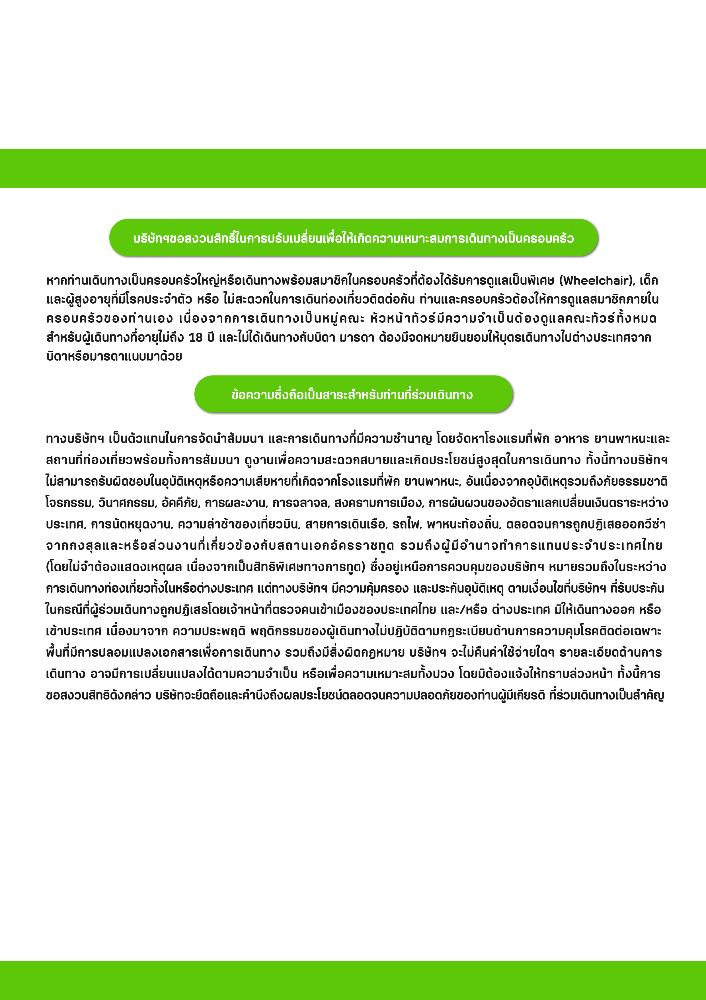 บริษัทฯขอสงวนสิทธิ์ในการปรับเปลี่ยนเพื่อให้เกิดความเหมาะสมการเดินทางเป็นครอบครัว
หากท่านเดินทางเป็นครอบครัวใหญ่หรือเดินทางพร้อมสมาชิกในครอบครัวที่ต้องได้รับการดูแลเป็นพิเศษ (Wheelchair), เด็ก
และผู้สูงอายุที่มีโรคประจำตัว หรือ ไม่สะดวกในการเดินท่องเที่ยวติดต่อกัน ท่านและครอบครัวต้องให้การดูแลสมาชิกภายใน
ครอบครัวของท่านเอง เนื่องจากการเดินทางเป็นหมู่คณะ หัวหน้าทัวร์มีความจำเป็นต้องดูแลคณะทัวร์ทั้งหมด
สำหรับผู้เดินทางที่อายุไม่ถึง 18 ปี และไม่ได้เดินทางกับบิดา มารดา ต้องมีจดหมายยินยอมให้บุตรเดินทางไปต่างประเทศจาก
บิดาหรือมารดาแนบมาด้วย
ข้อความซึ่งถือเป็นสาระสำหรับท่านที่ร่วมเดินทาง
ทางบริษัทฯ เป็นตัวแทนในการจัดนำสัมมนา และการเดินทางที่มีความชำนาญ โดยจัดหาโรงแรมที่พัก อาหาร ยานพาหนะและ
สถานที่ท่องเที่ยวพร้อมทั้งการสัมมนา ดูงานเพื่อความสะดวกสบายและเกิดประโยชน์สูงสุดในการเดินทาง ทั้งนี้ทางบริษัทฯ
ไม่สามารถรับผิดชอบในอุบัติเหตุหรือความเสียหายที่เกิดจากโรงแรมที่พัก ยานพาหนะ, อันเนื่องจากอุบัติเหตุรวมถึงภัยธรรมชาติ
โจรกรรม, วินาศกรรม, อัคคีภัย, การผละงาน, การจลาจล, สงครามการเมือง, การผันผวนของอัตราแลกเปลี่ยนเงินตราระหว่าง
ประเทศ, การนัดหยุดงาน, ความล่าช้าของเที่ยวบิน, สายการเดินเรือ, รถไฟ, พาหนะท้องถิ่น, ตลอดจนการถูกปฏิเสธออกวีซ่า
จากกงสุลและหรือส่วนงานที่เกี่ยวข้องกับสถานเอกอัครราชทูต รวมถึงผู้มีอำนาจทำการแทนประจำประเทศไทย
(โดยไม่จำต้องแสดงเหตุผล เนื่องจากเป็นสิทธิพิเศษทางการทูต) ซึ่งอยู่เหนือการควบคุมของบริษัทฯ หมายรวมถึงในระหว่าง
การเดินทางท่องเที่ยวทั้งในหรือต่างประเทศ แต่ทางบริษัทฯ มีความคุ้มครอง และประกันอุบัติเหตุ ตามเงื่อนไขที่บริษัทฯ ที่รับประกัน
ในกรณีที่ผู้ร่วมเดินทางถูกปฏิเสธโดยเจ้าหน้าที่ตรวจคนเข้าเมืองของประเทศไทย และ/หรือ ต่างประเทศ มิให้เดินทางออก หรือ
เข้าประเทศ เนื่องมาจาก ความประพฤติ พฤติกรรมของผู้เดินทางไม่ปฏิบัติตามกฎระเบียบด้านการความคุมโรคติดต่อเฉพาะ
พื้นที่มีการปลอมแปลงเอกสารเพื่อการเดินทาง รวมถึงมีสิ่งผิดกฎหมาย บริษัทฯ จะไม่คืนค่าใช้จ่ายใดๆ รายละเอียดด้านการ
เดินทาง อาจมีการเปลี่ยนแปลงได้ตามความจำเป็น หรือเพื่อความเหมาะสมทั้งปวง โดยมิต้องแจ้งให้ทราบล่วงหน้า ทั้งนี้การ
ขอสงวนสิทธิดังกล่าว บริษัทจะยึดถือและคำนึงถึงผลประโยชน์ตลอดจนความปลอดภัยของท่านผู้มีเกียรติ ที่ร่วมเดินทางเป็นสำคัญ